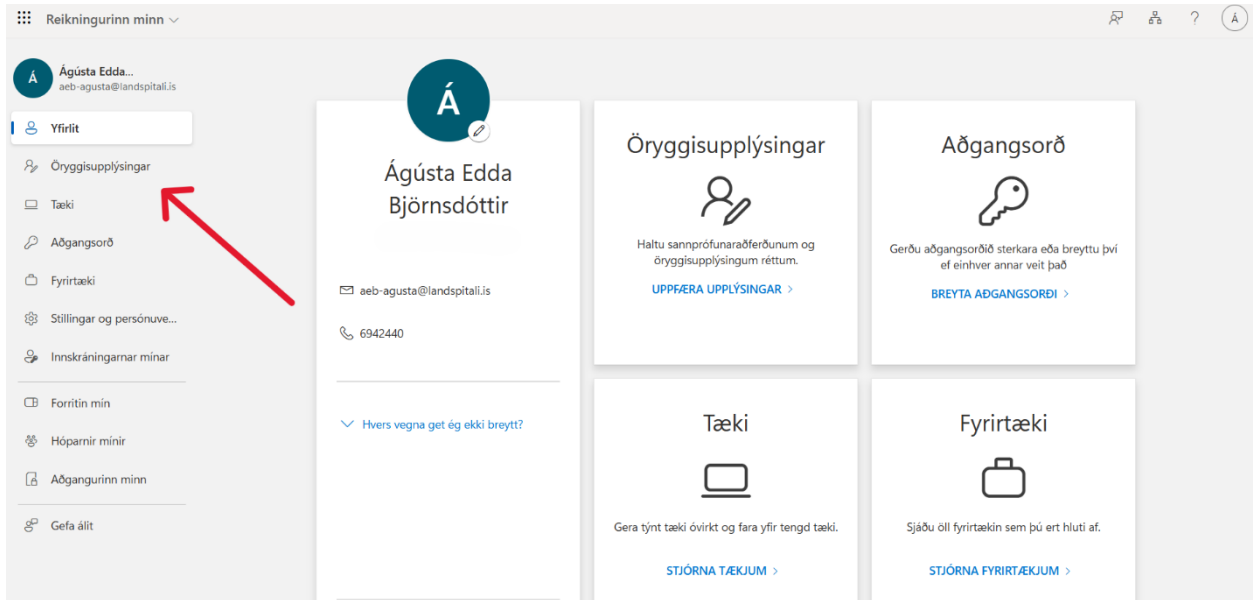 Reikningurinn minn
?
Á
Á
Ágústa Edda...
aeb-agusta@landspitali.is
Yfirlit
Öryggisupplýsingar
Tæki
Aðgangsorð
Fyrirtæki
Stillingar og persónuve...
Innskráningarnar mínar
Forritin mín
Hóparnir mínir
Aðgangurinn minn
Gefa álit
Á
Ágústa Edda
Björnsdóttir
aeb-agusta@landspitali.is
6942440
Hvers vegna get ég ekki breytt?
Öryggisupplýsingar
Haltu sannprófunaraðferðunum og
öryggisupplýsingum réttum.
UPPFÆRA UPPLÝSINGAR >
Aðgangsorð
Gerðu aðgangsorðið sterkara eða breyttu því
ef einhver annar veit það
BREYTA AÐGANGSORÐI >
Tæki
Gera týnt tæki óvirkt og fara yfir tengd tæki.
STJÓRNA TÆKJUM >
Fyrirtæki
Sjáðu öll fyrirtækin sem þú ert hluti af.
STJÓRNA FYRIRTÆKJUM >